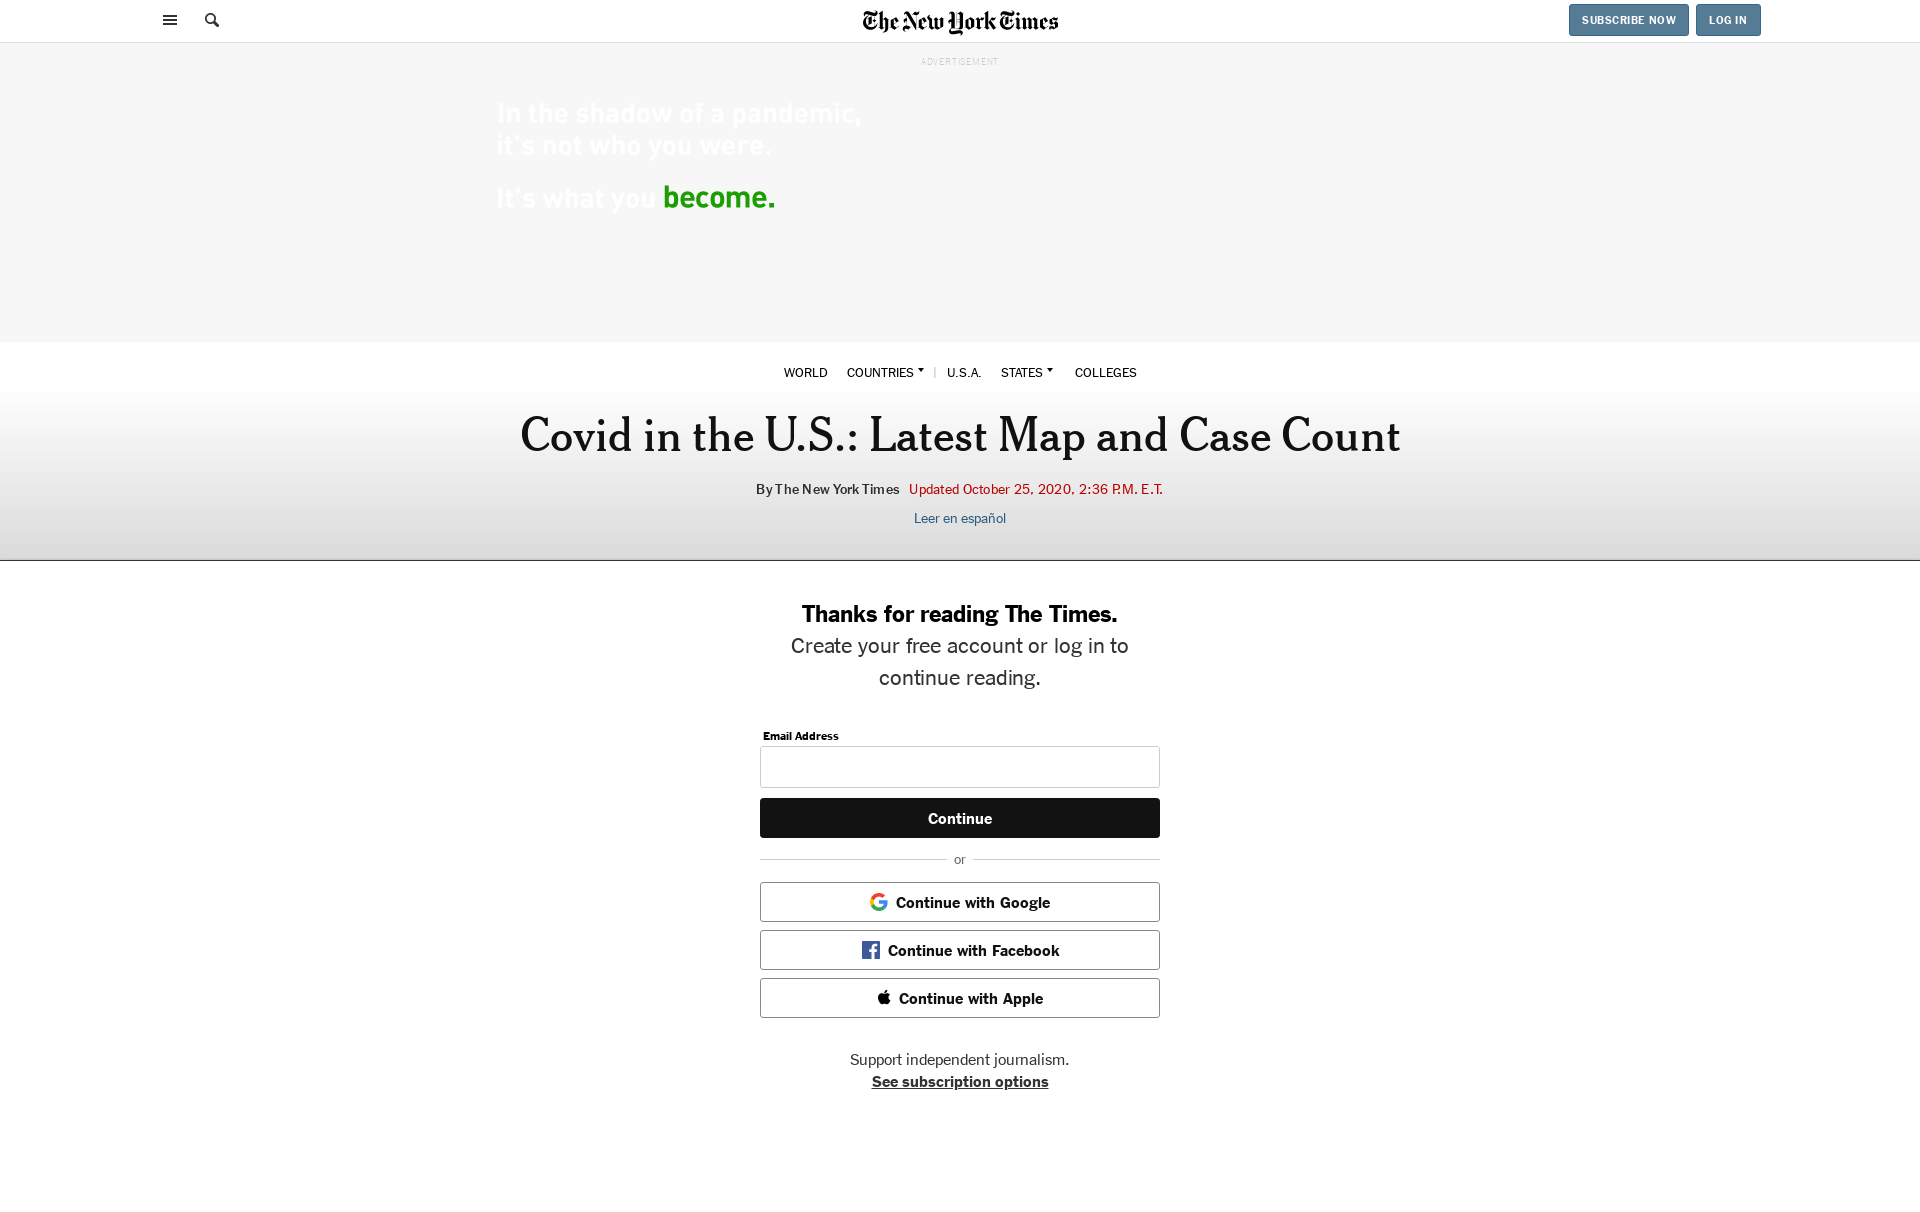 The New York Times
SUBSCRIBE NOW
LOG IN
ADVERTISEMENT
In the shadow of a pandemic,
it's not who you were.
It's what you become.
WORLD COUNTRIES U.S.A. STATES COLLEGES
Covid in the U.S.: Latest Map and Case Count
By The New York Times Updated October 25, 2020, 2:36 P.M. E.T.
Leer en español
Thanks for reading The Times.
Create your free account or log in to
continue reading.
Email Address
Continue
or
Continue with Google
Continue with Facebook
Continue with Apple
Support independent journalism.
See subscription options